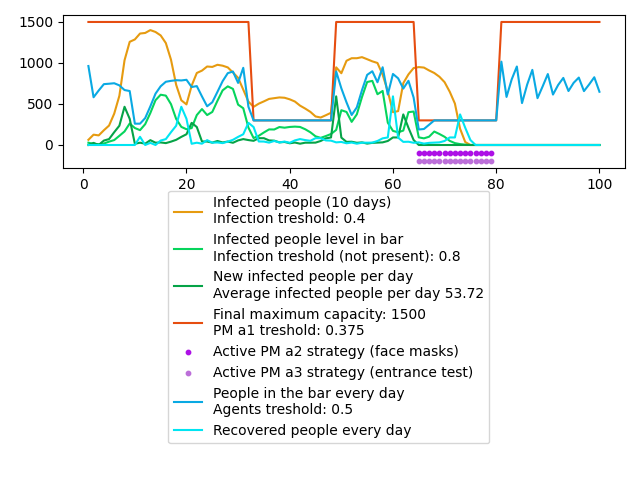 1500
1000
500
0
0
20
40
60
80
100
Infected people (10 days)
Infection treshold: 0.4
Infected people level in bar
Infection treshold (not present): 0.8
New infected people per day
Average infected people per day 53.72
Final maximum capacity: 1500
PM a1 treshold: 0.375
Active PM a2 strategy (face masks)
Active PM a3 strategy (entrance test)
People in the bar every day
Agents treshold: 0.5
Recovered people every day